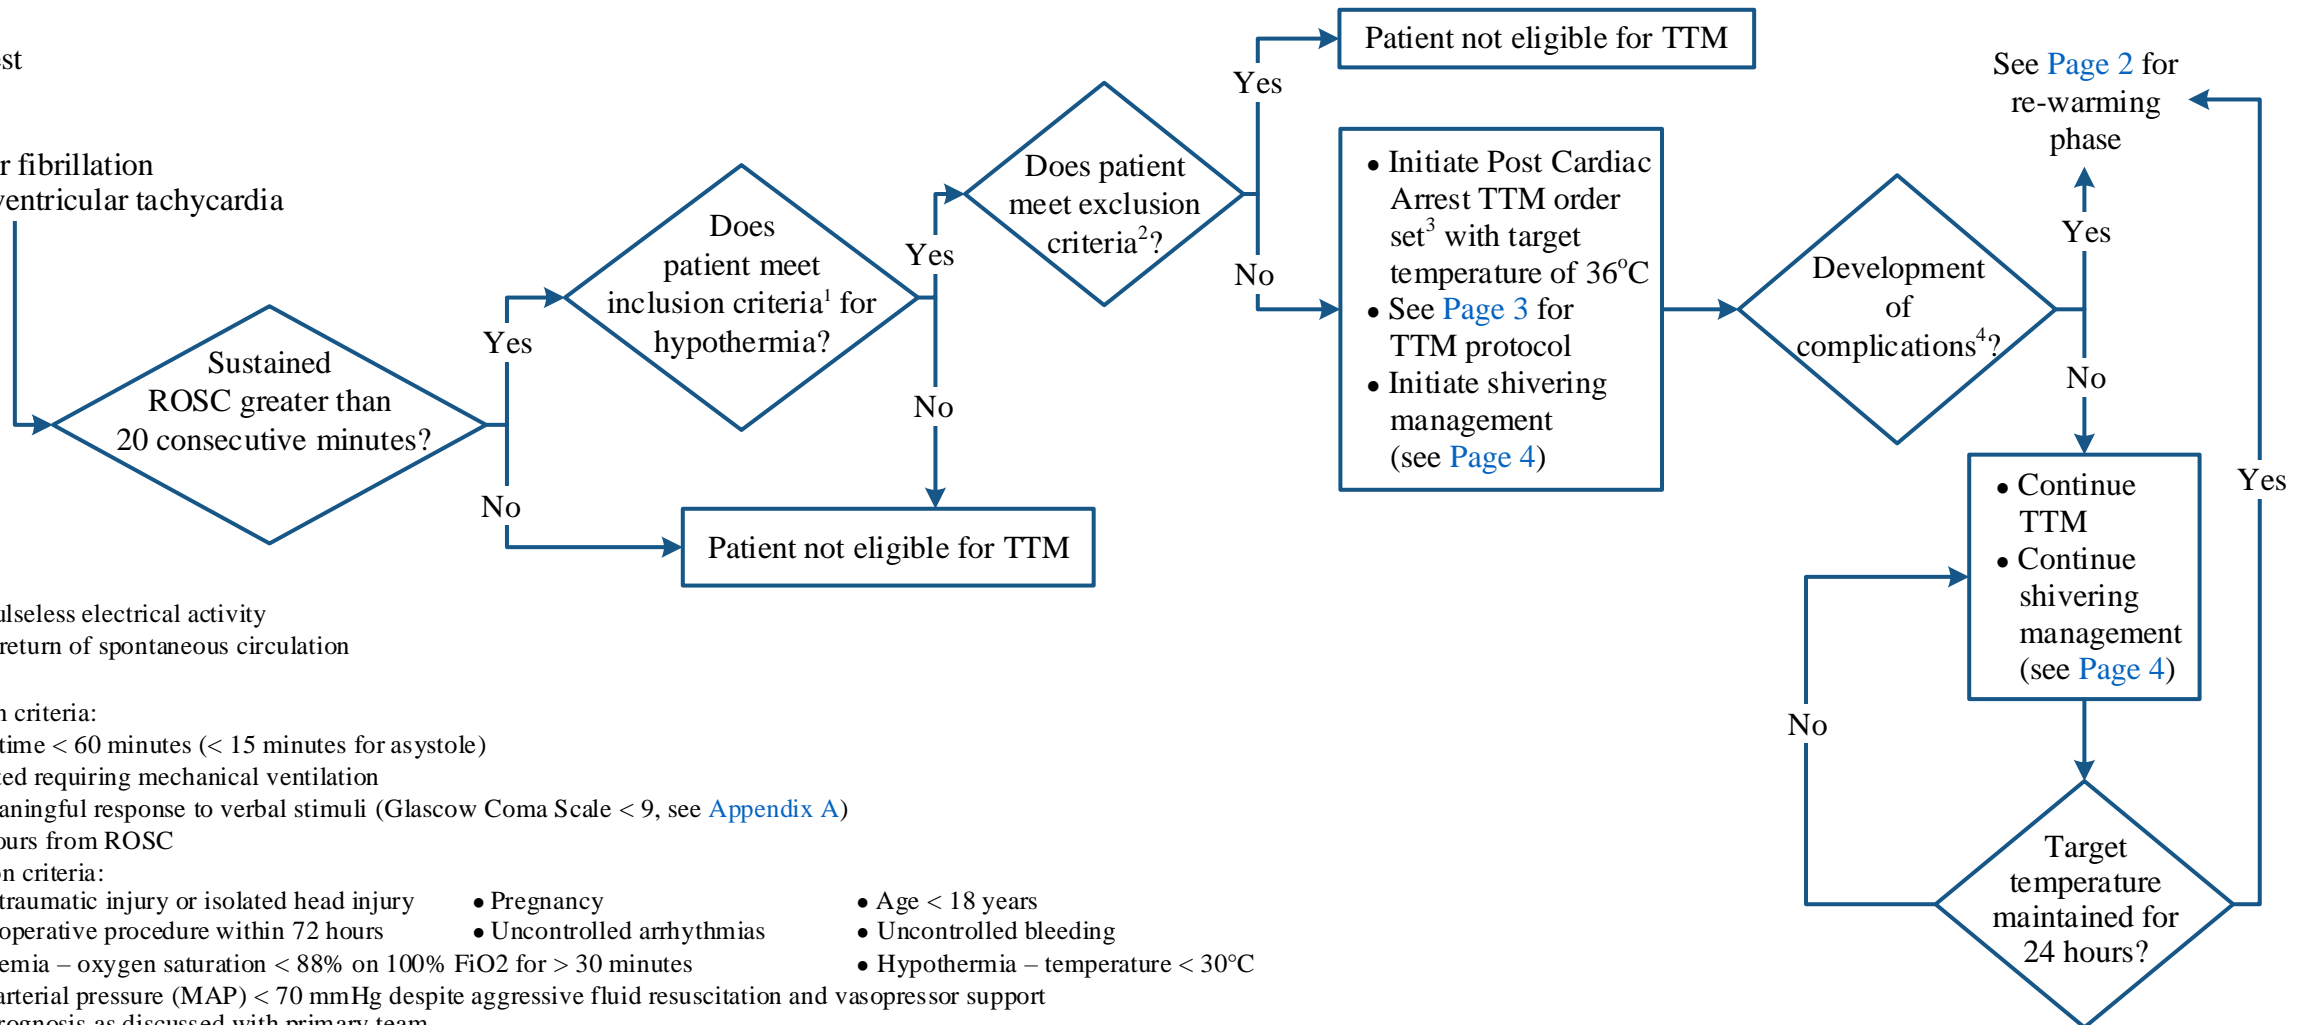 est
r fibrillation
ventricular tachycardia
Sustained
ROSC greater than
20 consecutive minutes?
Yes
No
Does
patient meet
inclusion criteria¹ for
hypothermia?
Yes
No
Patient not eligible for TTM
Does patient
meet exclusion
criteria²?
Yes
No
Patient not eligible for TTM
• Initiate Post Cardiac
Arrest TTM order
set³ with target
temperature of 36°C
• See Page 3 for
TTM protocol
• Initiate shivering
management
(see Page 4)
Development
of
complications⁴?
Yes
No
See Page 2 for
re-warming
phase
• Continue
TTM
• Continue
shivering
management
(see Page 4)
Target
temperature
maintained for
24 hours?
No
Yes
ulseless electrical activity
return of spontaneous circulation
n criteria:
time < 60 minutes (< 15 minutes for asystole)
ted requiring mechanical ventilation
aningful response to verbal stimuli (Glascow Coma Scale < 9, see Appendix A)
ours from ROSC
on criteria:
traumatic injury or isolated head injury • Pregnancy • Age < 18 years
operative procedure within 72 hours • Uncontrolled arrhythmias • Uncontrolled bleeding
emia – oxygen saturation < 88% on 100% FiO2 for > 30 minutes • Hypothermia – temperature < 30°C
arterial pressure (MAP) < 70 mmHg despite aggressive fluid resuscitation and vasopressor support
rognosis as discussed with primary team